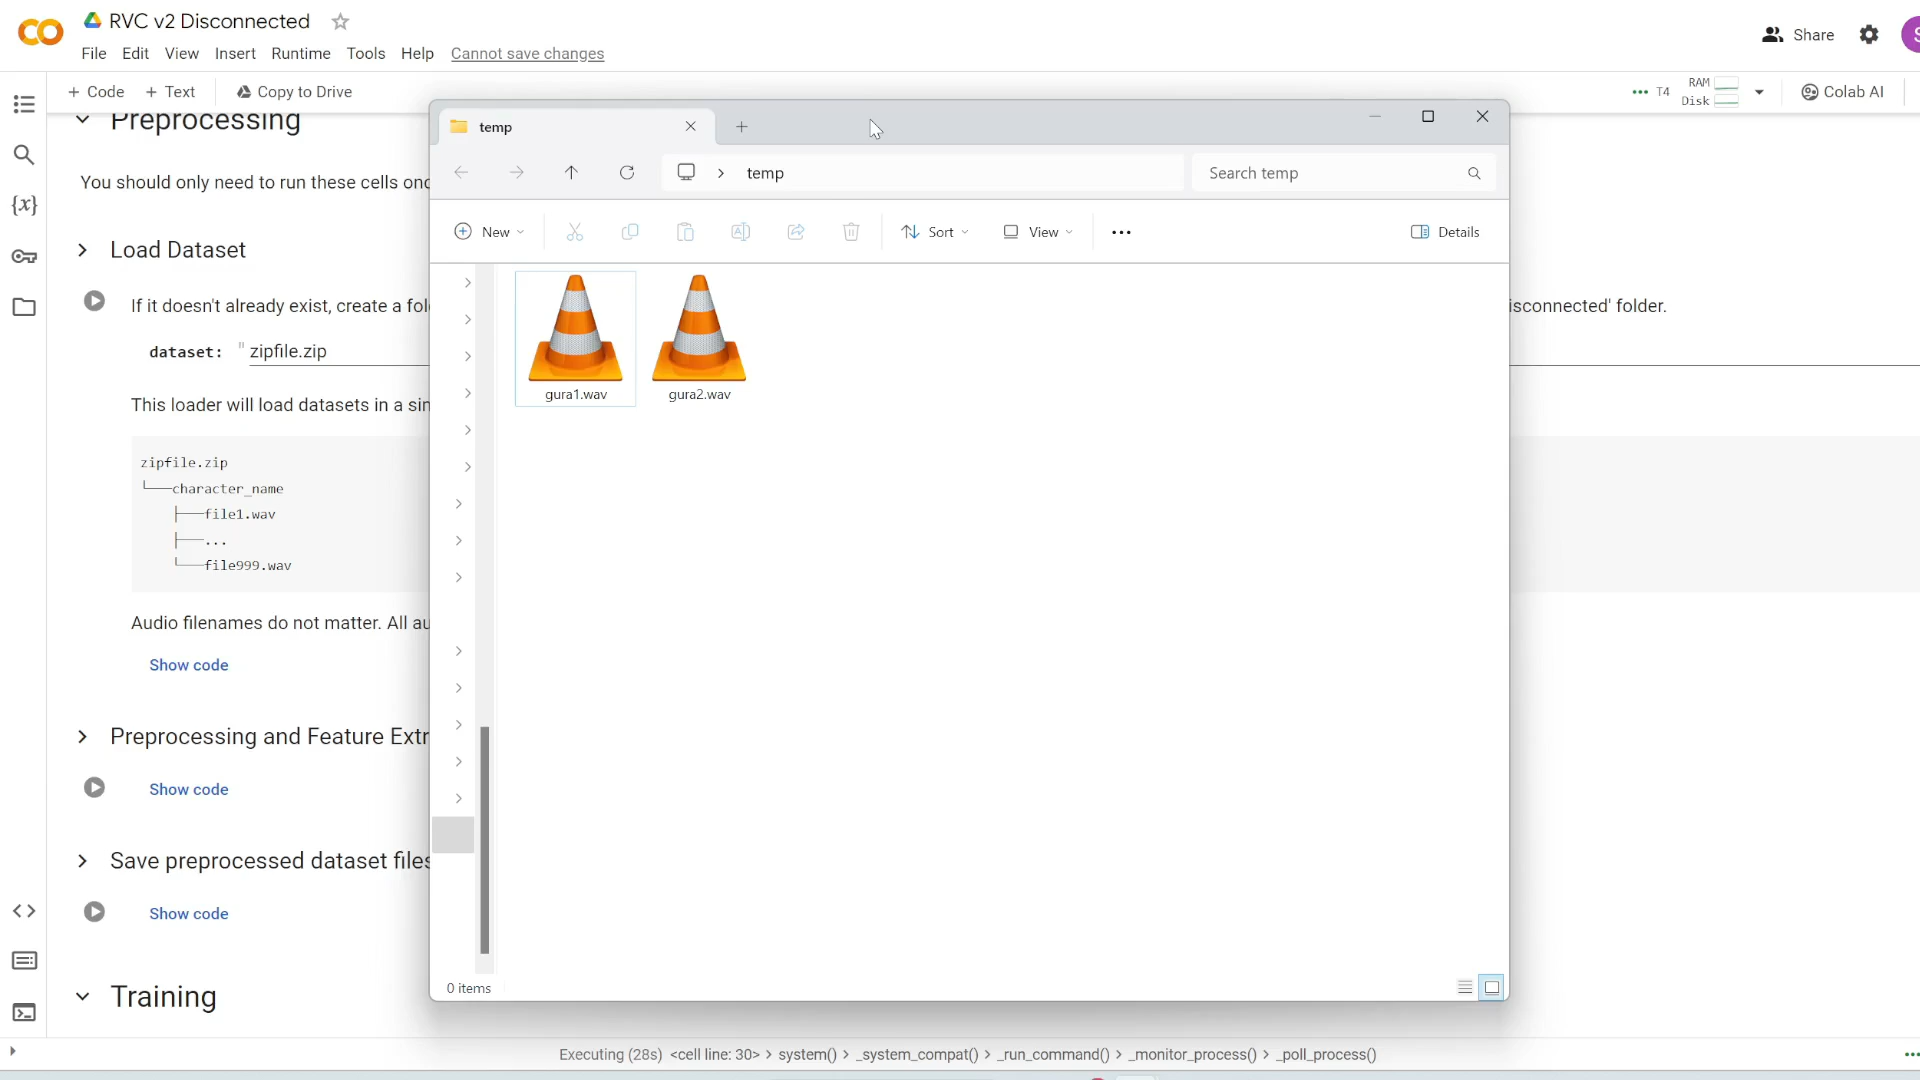 RVC v2 Disconnected
File Edit View Insert Runtime Tools Help Cannot save changes
Share
+ Code + Text Copy to Drive
T4 RAM
Disk
Colab AI
Preprocessing
You should only need to run these cells onc
Load Dataset
If it doesn't already exist, create a fol
isconnected' folder.
dataset: " zipfile.zip
This loader will load datasets in a sin
zipfile.zip
└──character_name
├──file1.wav
├──...
└──file999.wav
Audio filenames do not matter. All au
Show code
Preprocessing and Feature Extr
Show code
Save preprocessed dataset files
Show code
Training
temp
temp
Search temp
New
Sort
View
Details
gura1.wav
gura2.wav
0 items
Executing (28s) <cell line: 30> > system() > _system_compat() > _run_command() > _monitor_process() > _poll_process()